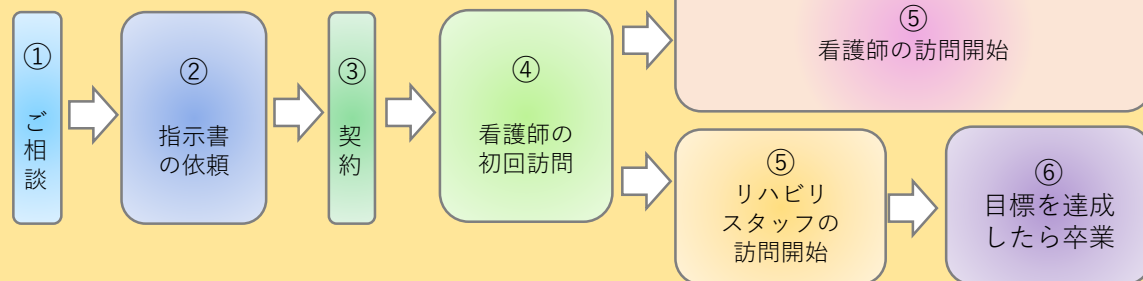 ①
ご相談
②
指示書
の依頼
③
契約
④
看護師の
初回訪問
⑤
看護師の訪問開始
⑤
リハビリ
スタッフの
訪問開始
⑥
目標を達成
したら卒業